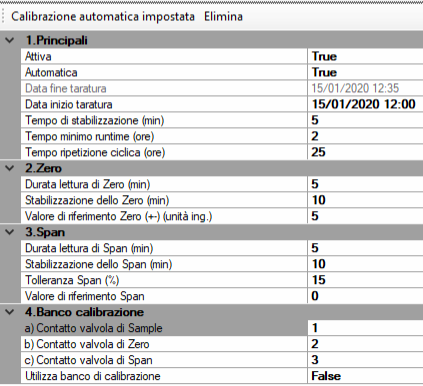 Calibrazione automatica impostata Elimina
1.Principali
Attiva True
Automatica True
Data fine taratura 15/01/2020 12:35
Data inizio taratura 15/01/2020 12:00
Tempo di stabilizzazione (min) 5
Tempo minimo runtime (ore) 2
Tempo ripetizione ciclica (ore) 25
2.Zero
Durata lettura di Zero (min) 5
Stabilizzazione dello Zero (min) 10
Valore di riferimento Zero (+-) (unità ing.) 5
3.Span
Durata lettura di Span (min) 5
Stabilizzazione dello Span (min) 10
Tolleranza Span (%) 15
Valore di riferimento Span 0
4.Banco calibrazione
a) Contatto valvola di Sample 1
b) Contatto valvola di Zero 2
c) Contatto valvola di Span 3
Utilizza banco di calibrazione False